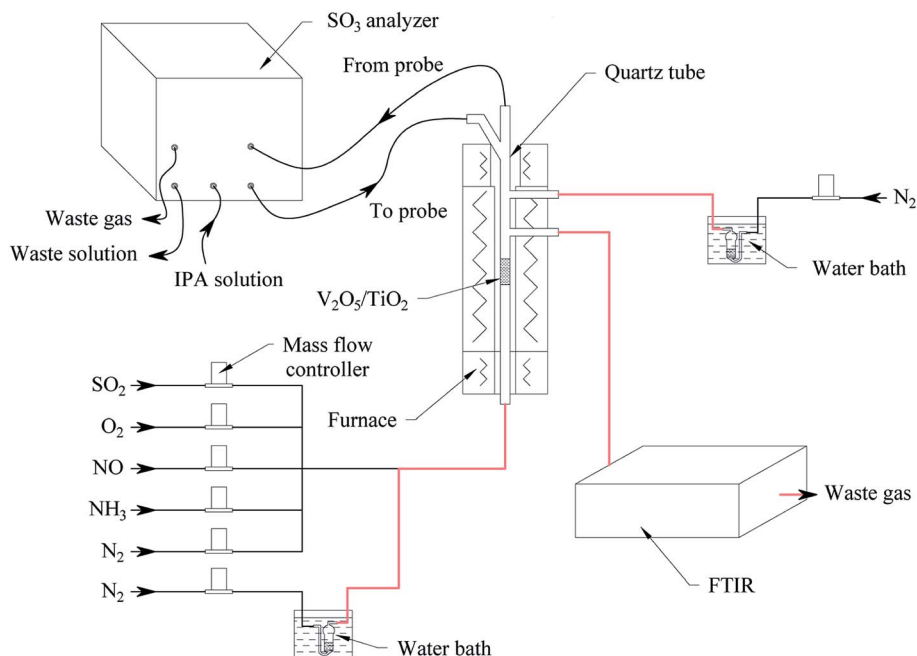 SO₃ analyzer
From probe
Quartz tube
To probe
Waste gas
Waste solution
IPA solution
N₂
Water bath
V₂O₅/TiO₂
Mass flow
controller
Furnace
SO₂
O₂
NO
NH₃
N₂
N₂
Water bath
Waste gas
FTIR